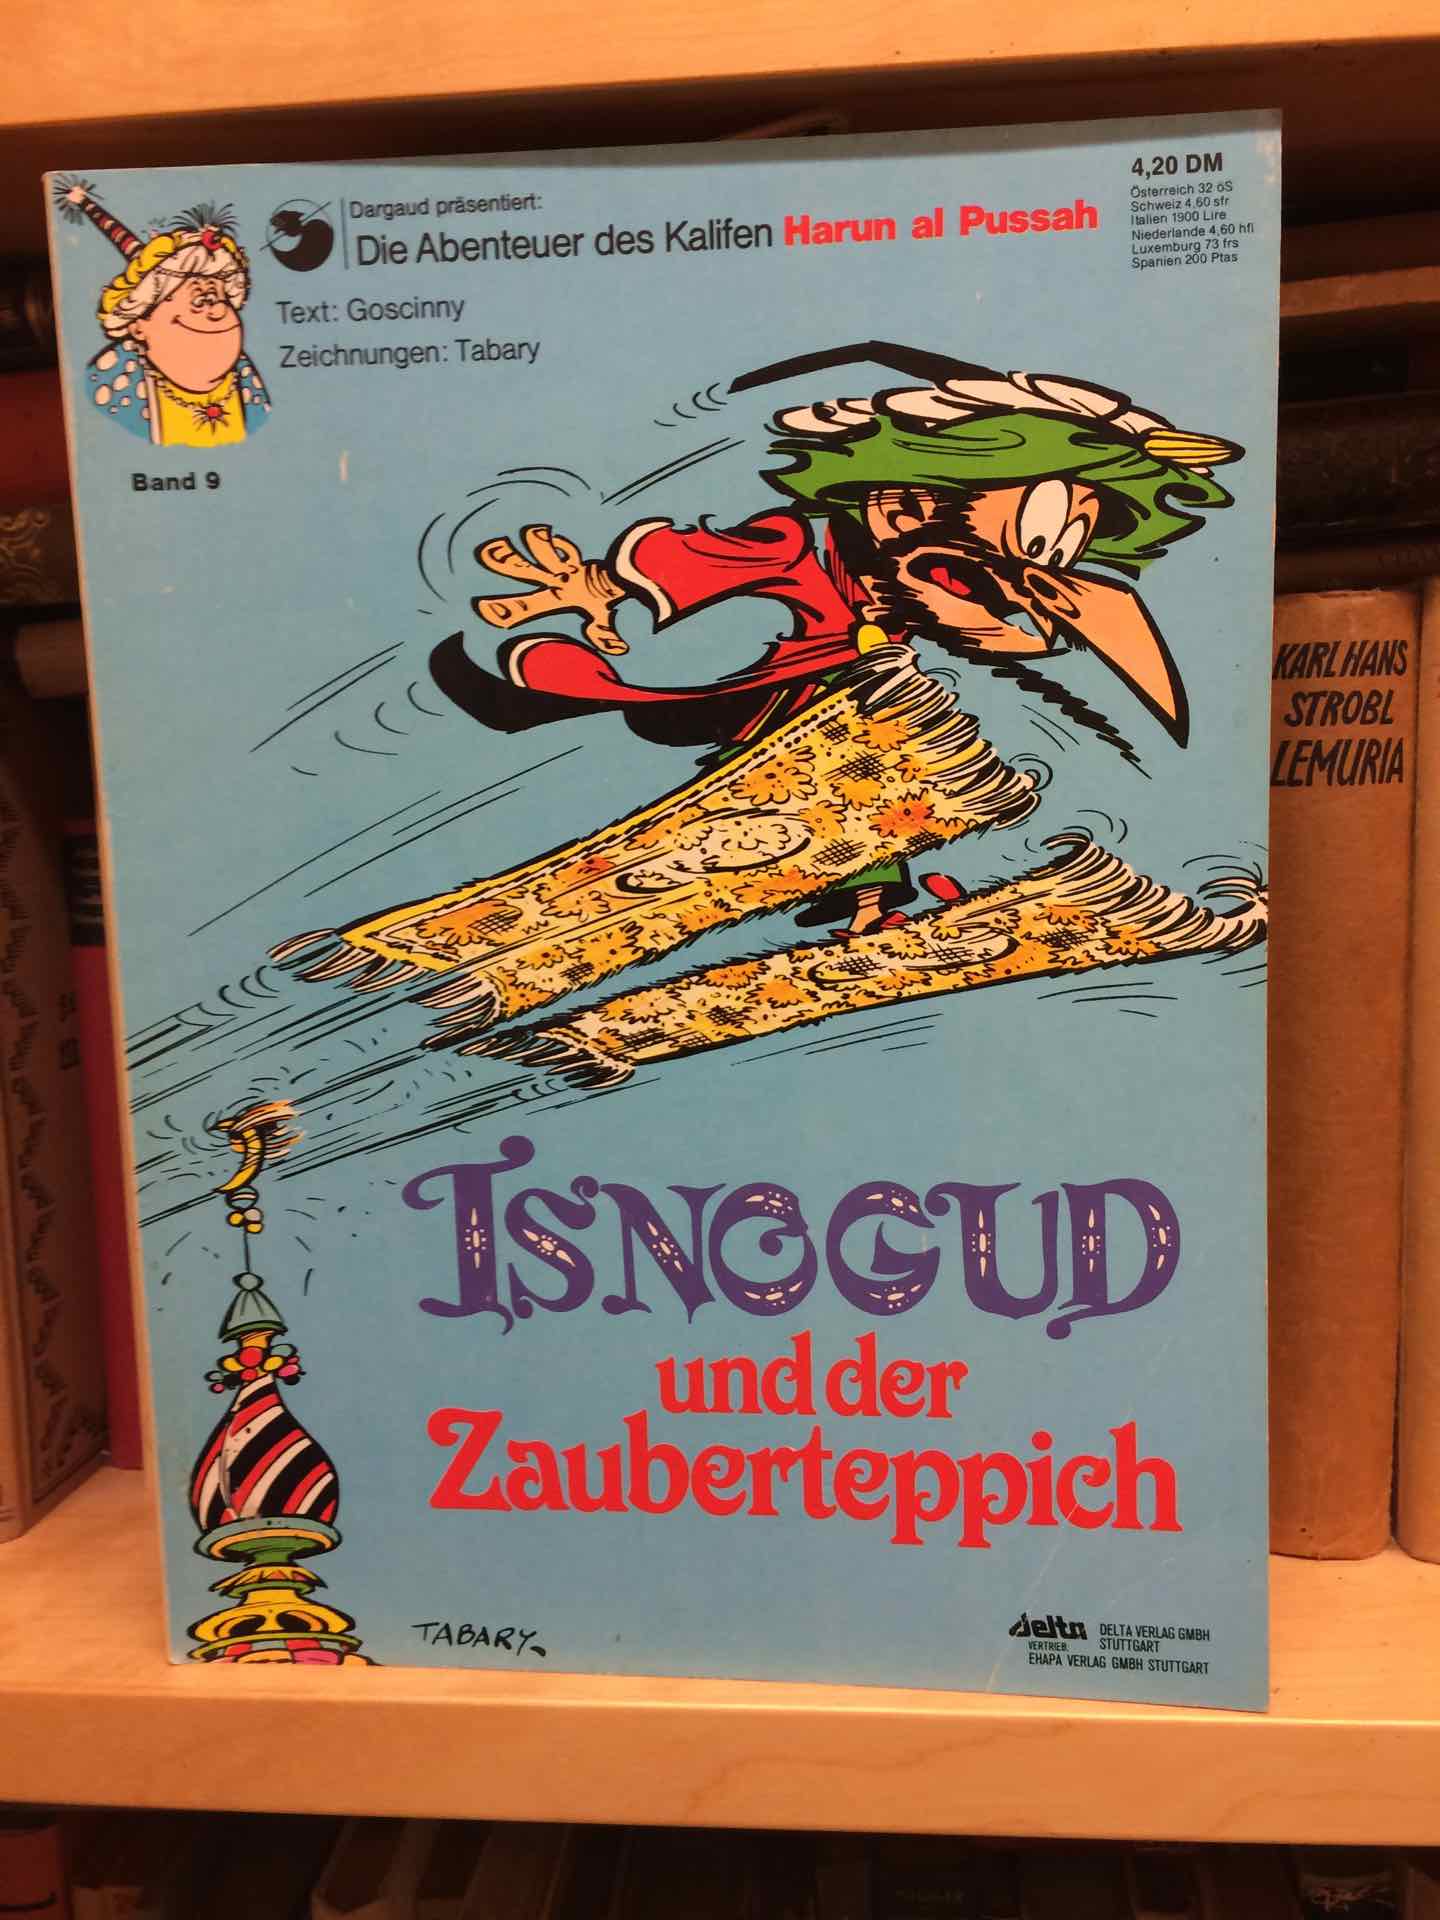 Dargaud präsentiert:
Die Abenteuer des Kalifen Harun al Pussah
Text: Goscinny
Zeichnungen: Tabary
Band 9
4,20 DM
Österreich 32 öS
Schweiz 4,60 sfr
Italien 1900 Lire
Niederlande 4,60 hfl
Luxemburg 73 frs
Spanien 200 Ptas
ISNOGUD
und der
Zauberteppich
TABARY
delta
DELTA VERLAG GMBH
STUTTGART
VERTRIEB:
EHAPA VERLAG GMBH STUTTGART
KARL HANS
STROBL
LEMURIA